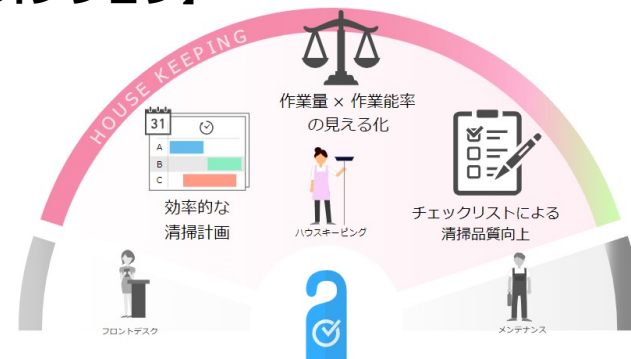 HOUSE KEEPING
作業量 × 作業能率
の見える化
31
A
B
C
効率的な
清掃計画
ハウスキーピング
チェックリストによる
清掃品質向上
フロントデスク
メンテナンス